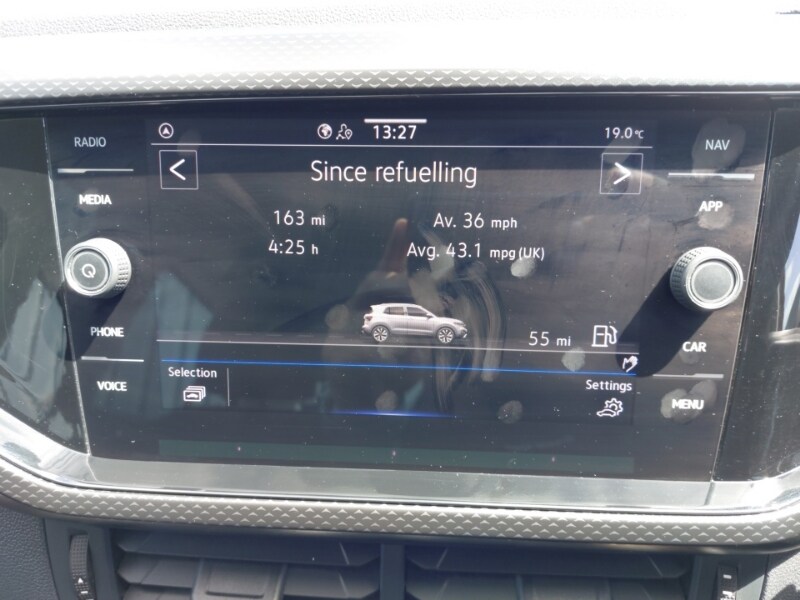 RADIO
13:27
19.0°C
NAV
Since refuelling
MEDIA
APP
163 mi
Av. 36 mph
4:25 h
Avg. 43.1 mpg (UK)
PHONE
55 mi
CAR
Selection
Settings
VOICE
MENU